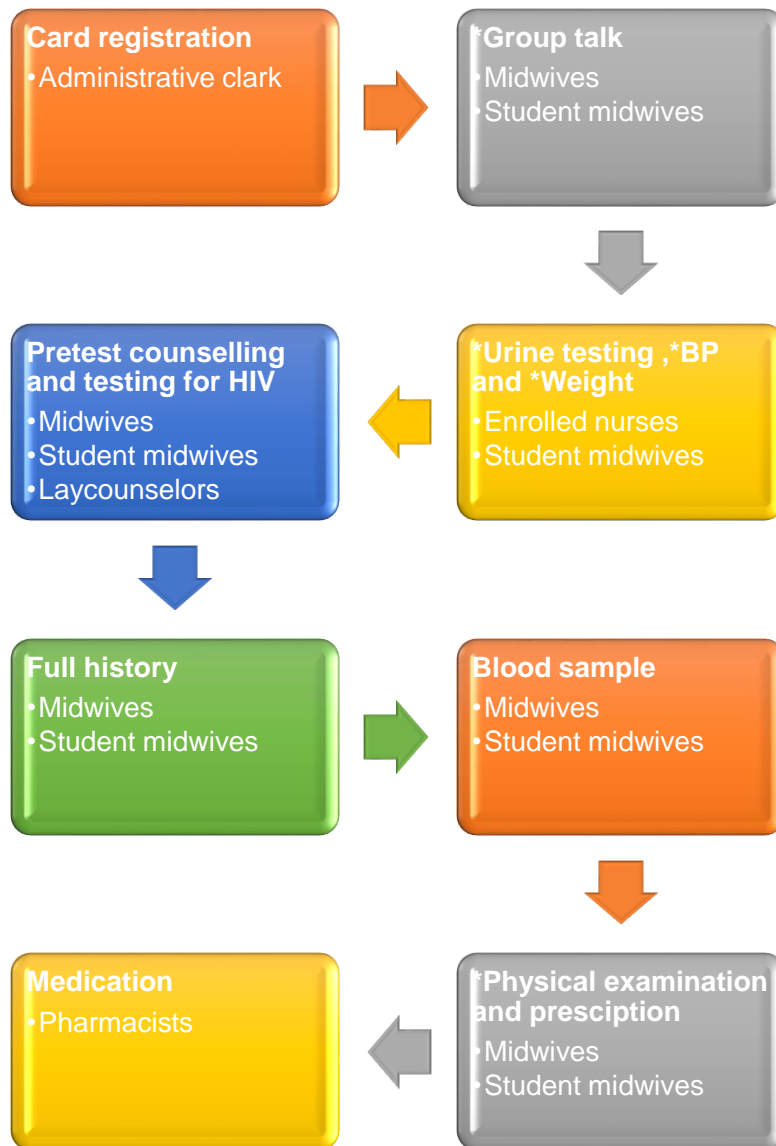 Card registration
•Administrative clark
*Group talk
•Midwives
•Student midwives
*Urine testing ,*BP
and *Weight
•Enrolled nurses
•Student midwives
Pretest counselling
and testing for HIV
•Midwives
•Student midwives
•Laycounselors
Full history
•Midwives
•Student midwives
Blood sample
•Midwives
•Student midwives
*Physical examination
and presciption
•Midwives
•Student midwives
Medication
•Pharmacists